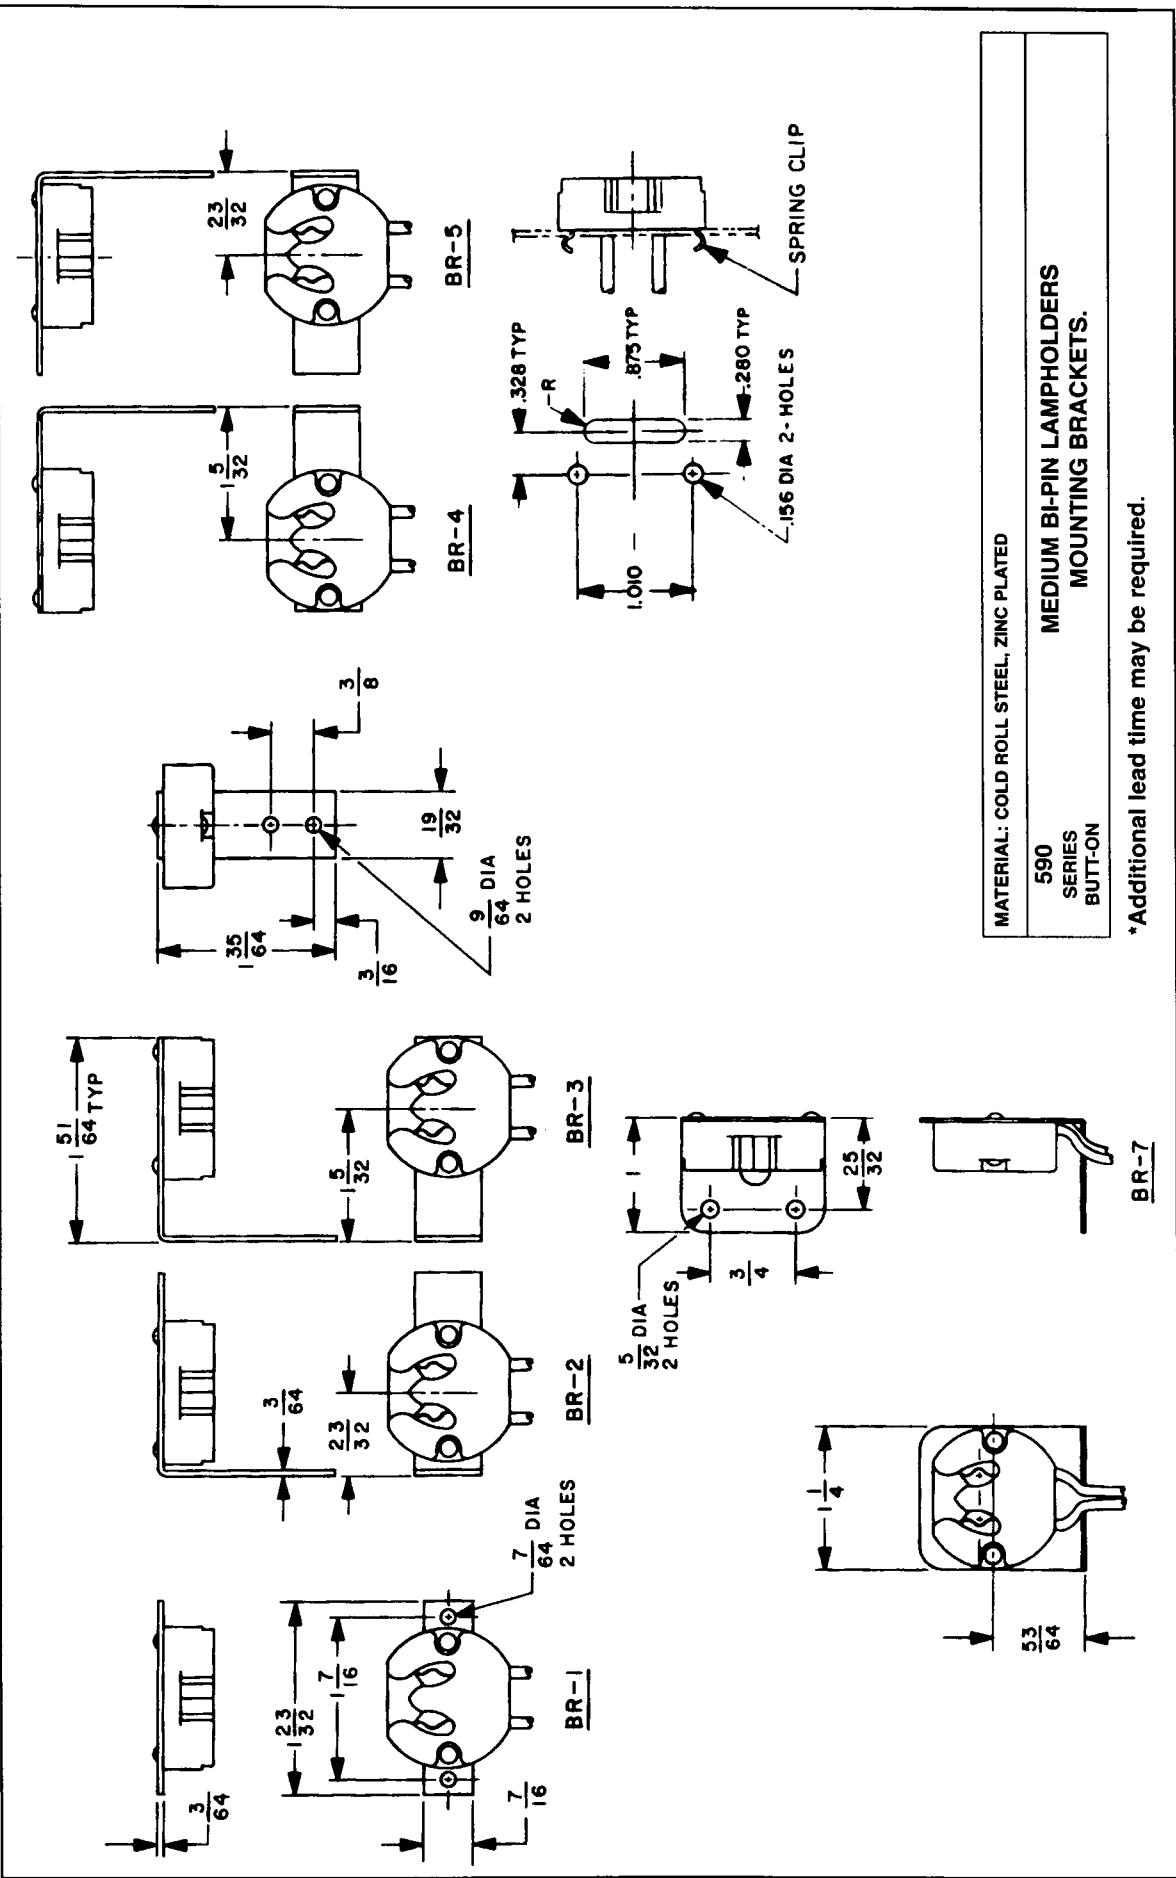 3/64
1 23/32
1 7/16
7/16
7/64 DIA
2 HOLES
BR-1
3/64
23/32
BR-2
1 51/64 TYP
1 5/32
BR-3
1 35/64
3/16
9/64 DIA
2 HOLES
19/32
3/8
1 5/32
BR-4
23/32
BR-5
53/64
1 1/4
5/32 DIA
2 HOLES
3/4
1
25/32
BR-7
1.010
.328 TYP
R
.875 TYP
.280 TYP
.156 DIA 2-HOLES
SPRING CLIP
MATERIAL: COLD ROLL STEEL, ZINC PLATED
590
SERIES
BUTT-ON
MEDIUM BI-PIN LAMPHOLDERS
MOUNTING BRACKETS.
*Additional lead time may be required.